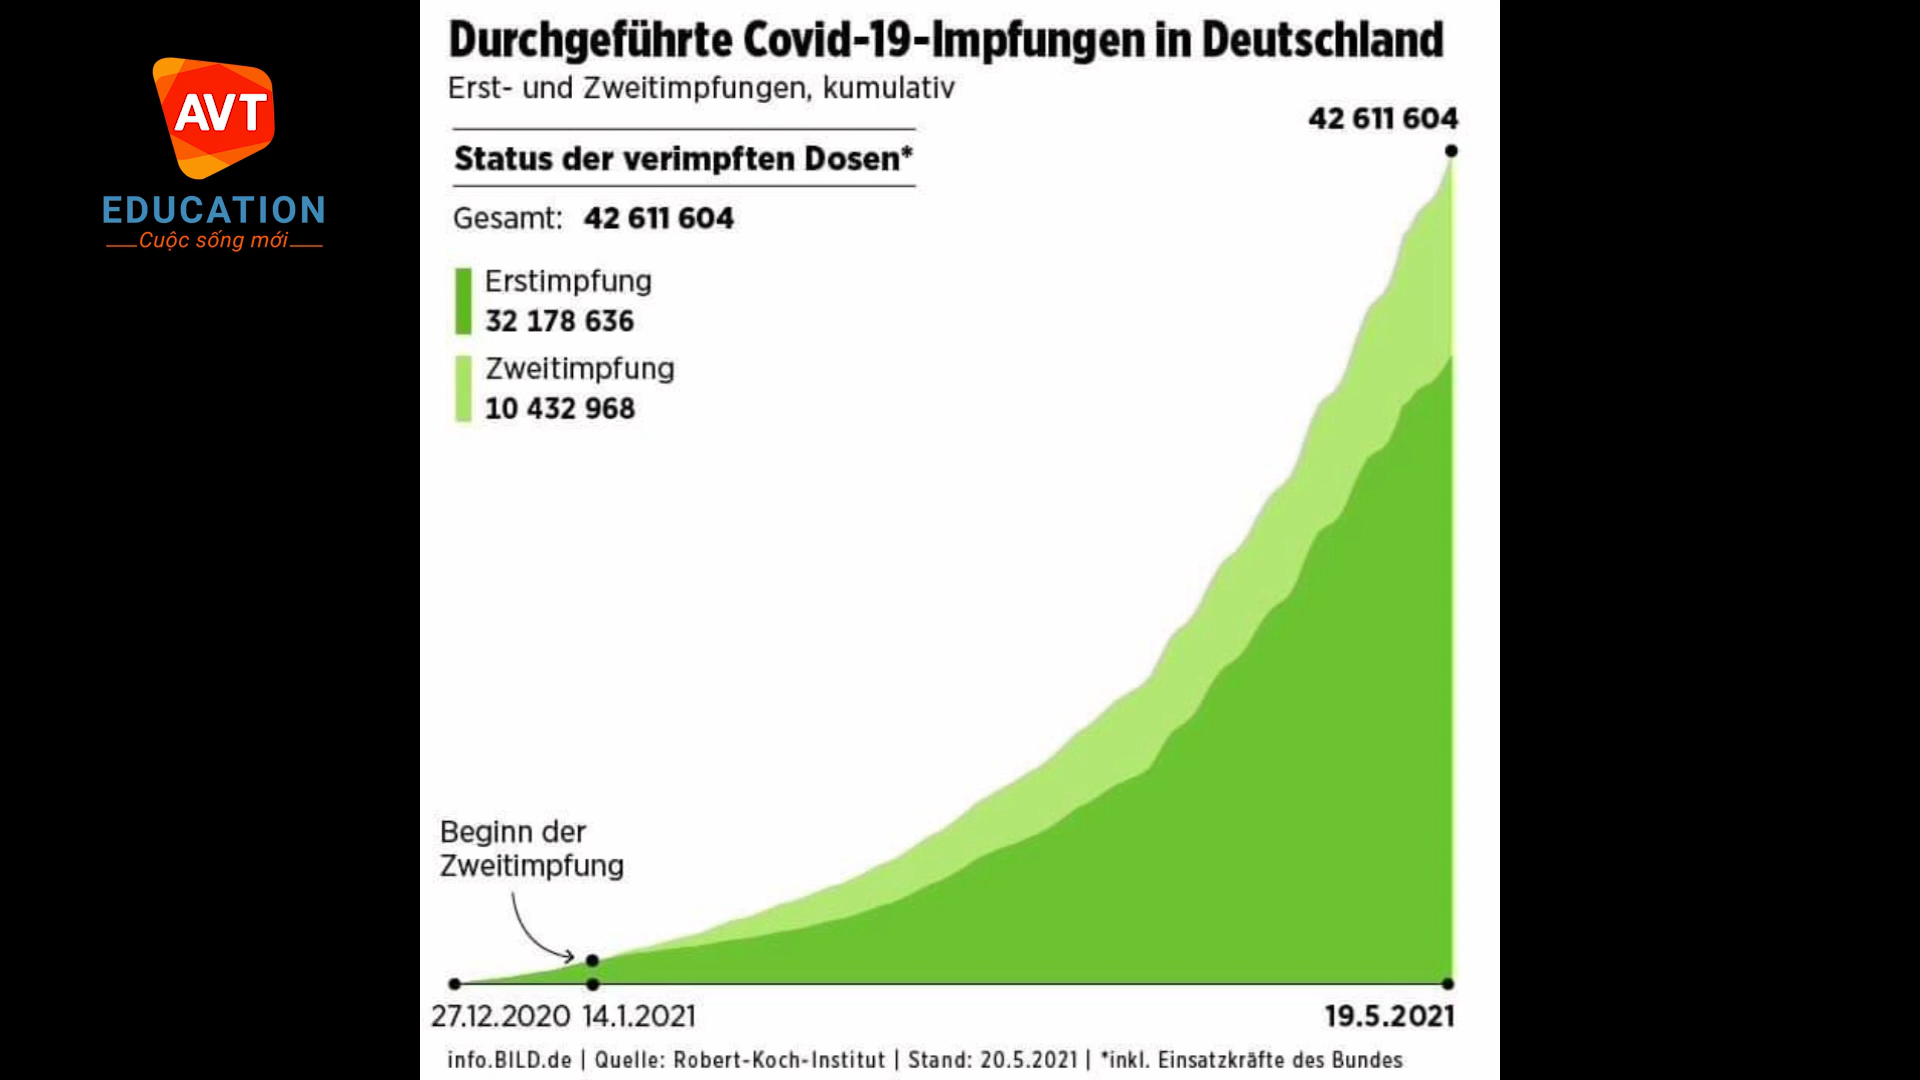 AVT
EDUCATION
Cuộc sống mới
Durchgeführte Covid-19-Impfungen in Deutschland
Erst- und Zweitimpfungen, kumulativ
42 611 604
Status der verimpften Dosen*
Gesamt: 42 611 604
Erstimpfung
32 178 636
Zweitimpfung
10 432 968
Beginn der
Zweitimpfung
27.12.2020 14.1.2021 19.5.2021
info.BILD.de | Quelle: Robert-Koch-Institut | Stand: 20.5.2021 | *inkl. Einsatzkräfte des Bundes